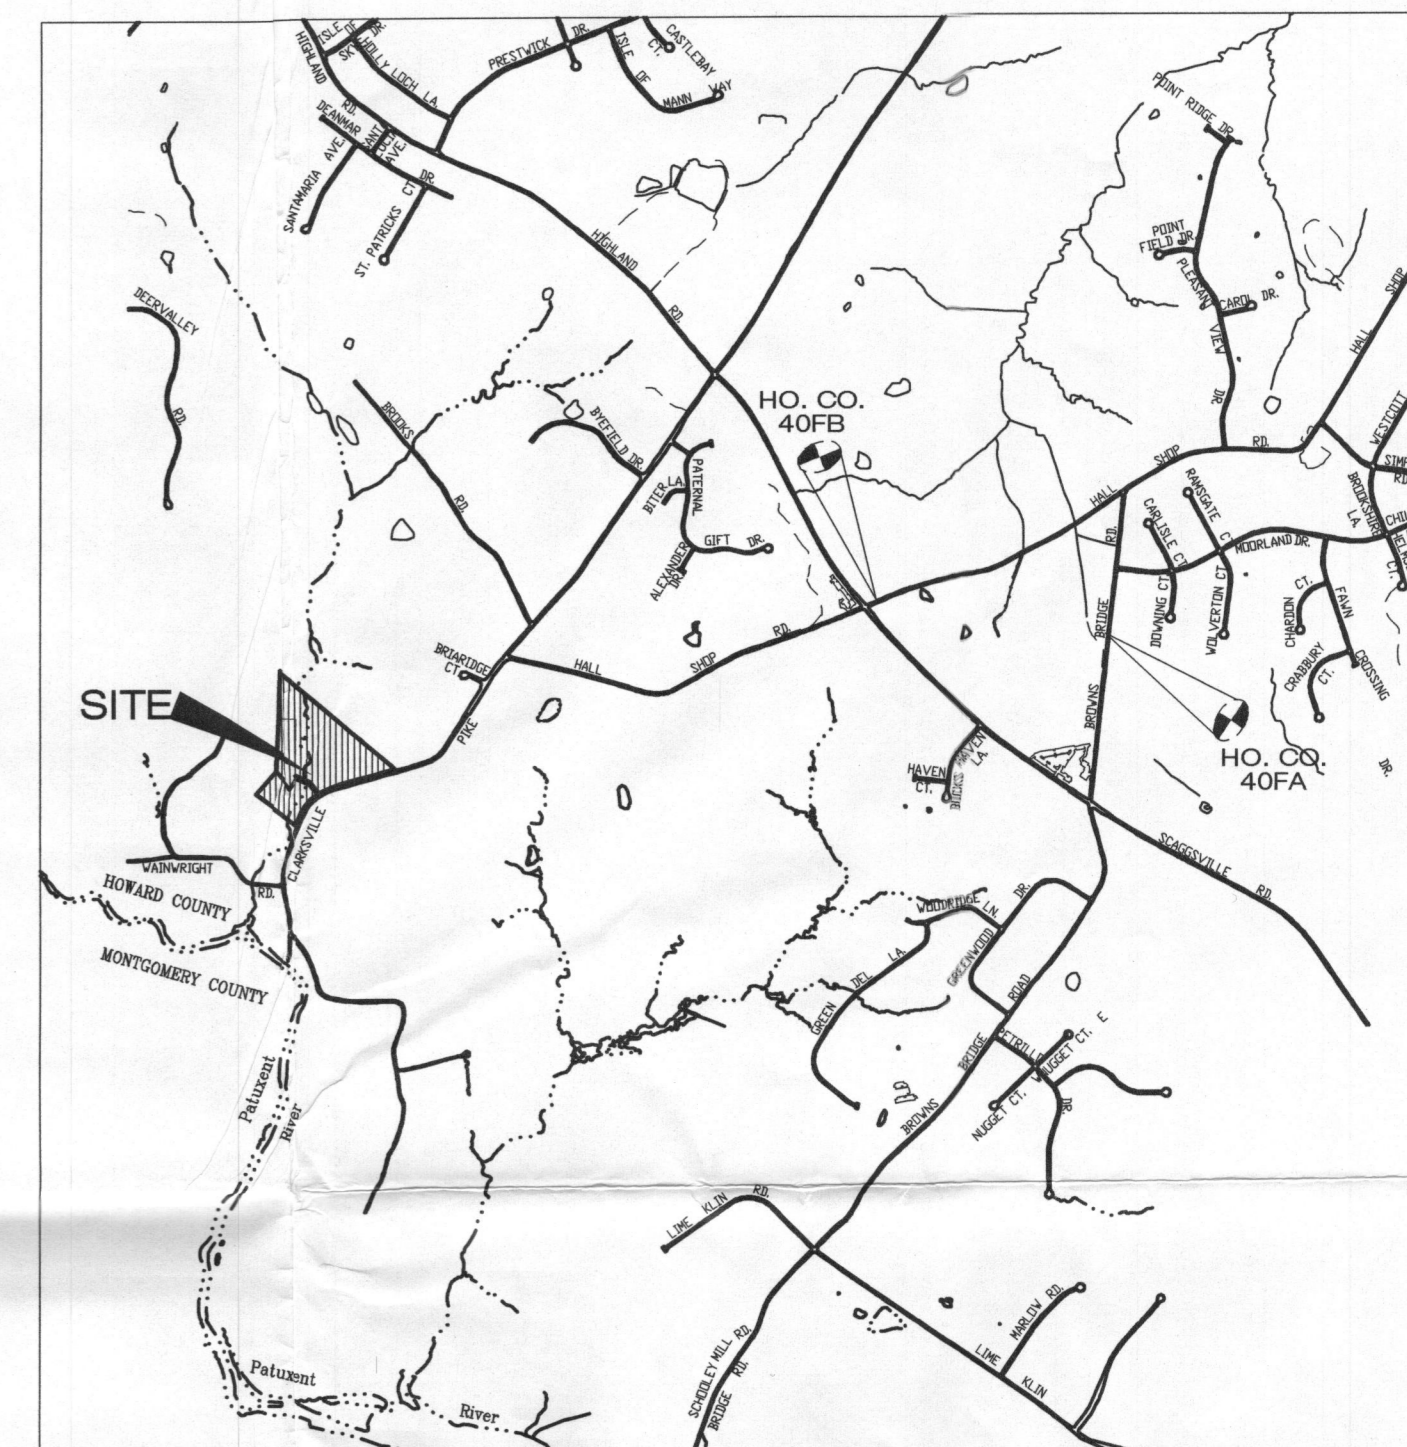 ISLE OF
SKY DR.
HIGHLAND
RD.
HOLLY LOCH LA.
PRESTWICK DR.
ISLE OF
MANN WAY
CASTLEBAY
CT.
DEANMAR
DR.
SANTAMARIA
AVE.
AVE.
ST. PATRICKS CT.
POINT RIDGE DR.
POINT
FIELD DR.
PLEASANT
VIEW
DR.
CAROL DR.
HIGHLAND
RD.
DEERVALLEY
RD.
BROOKS
RD.
BYEFIELD DR.
HO. CO.
40FB
PATERNAL
GIFT DR.
BITER LA.
ALEXANDER
DR.
HALL SHOP RD.
HALL SHOP
WESTCOTT
BROOKSHIRE
LA.
RAMSGATE
CT.
CARLISLE CT.
MOORLAND DR.
DOWNING CT.
WOLVERTON CT.
CHARDON
CT.
FAWN
CROSSING
CRABBURY
CT.
DR.
BRIARIDGE
CT.
HALL SHOP RD.
PIKE
SITE
CLARKSVILLE
WAINWRIGHT
RD.
HOWARD COUNTY
MONTGOMERY COUNTY
BROWNS
BRIDGE
RD.
HO. CO.
40FA
HAVEN
CT.
BUCKS HAVEN
LA.
SCAGGSVILLE
RD.
WOODRIDGE LN.
GREENWOOD
DR.
GREEN
DEL LA.
BROWNS
BRIDGE
ROAD
PETRILLO
DR.
NUGGET CT. E
NUGGET CT. W
Patuxent
River
LIME KLIN RD.
MARLOW RD.
LIME
KLIN
SCHOOLEY MILL RD.
BRIDGE RD.
Patuxent
River